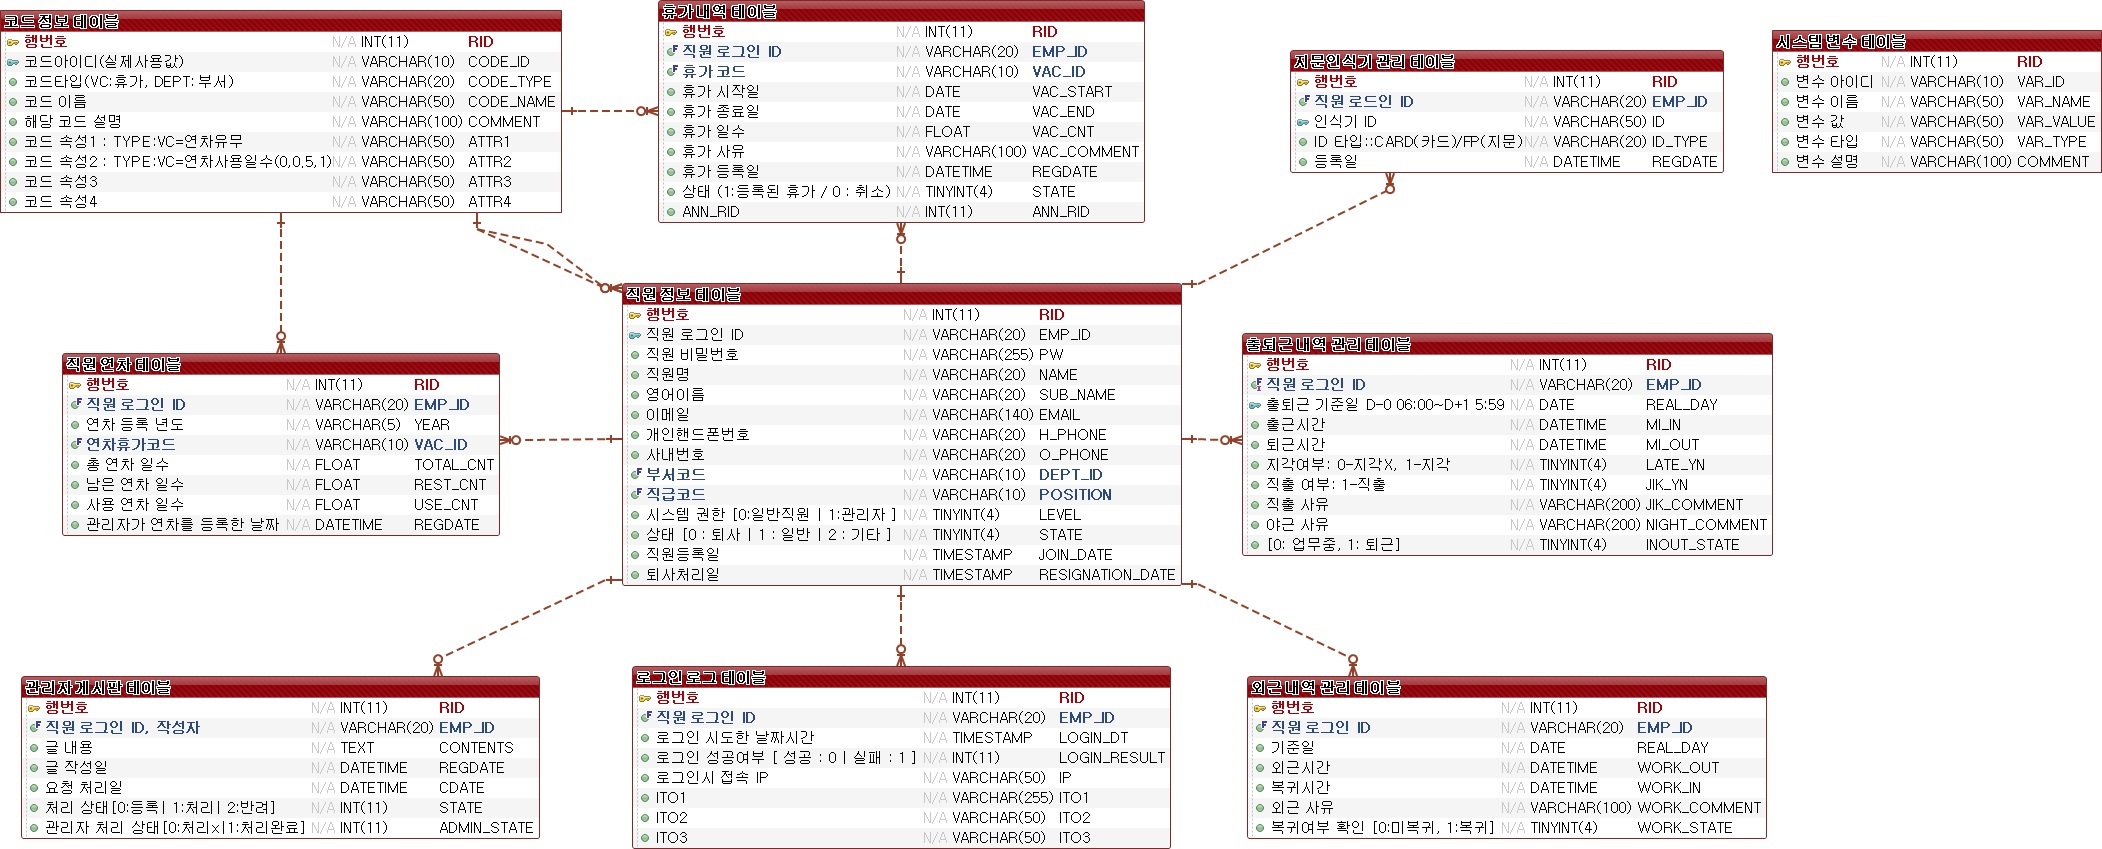 코드 정보 테이블
행번호 N/A INT(11) RID
코드아이디(실제사용값) N/A VARCHAR(10) CODE_ID
코드타입(VC:휴가, DEPT: 부서) N/A VARCHAR(20) CODE_TYPE
코드 이름 N/A VARCHAR(50) CODE_NAME
해당 코드 설명 N/A VARCHAR(100) COMMENT
코드 속성1 : TYPE:VC=연차유무 N/A VARCHAR(50) ATTR1
코드 속성2 : TYPE:VC=연차사용일수(0,0.5,1) N/A VARCHAR(50) ATTR2
코드 속성3 N/A VARCHAR(50) ATTR3
코드 속성4 N/A VARCHAR(50) ATTR4
휴가 내역 테이블
행번호 N/A INT(11) RID
직원 로그인 ID N/A VARCHAR(20) EMP_ID
휴가 코드 N/A VARCHAR(10) VAC_ID
휴가 시작일 N/A DATE VAC_START
휴가 종료일 N/A DATE VAC_END
휴가 일수 N/A FLOAT VAC_CNT
휴가 사유 N/A VARCHAR(100) VAC_COMMENT
휴가 등록일 N/A DATETIME REGDATE
상태 (1:등록된 휴가 / 0 : 취소) N/A TINYINT(4) STATE
ANN_RID N/A INT(11) ANN_RID
지문인식기 관리 테이블
행번호 N/A INT(11) RID
직원 로드인 ID N/A VARCHAR(20) EMP_ID
인식기 ID N/A VARCHAR(50) ID
ID 타입::CARD(카드)/FP(지문) N/A VARCHAR(20) ID_TYPE
등록일 N/A DATETIME REGDATE
시스템 변수 테이블
행번호 N/A INT(11) RID
변수 아이디 N/A VARCHAR(10) VAR_ID
변수 이름 N/A VARCHAR(50) VAR_NAME
변수 값 N/A VARCHAR(50) VAR_VALUE
변수 타입 N/A VARCHAR(50) VAR_TYPE
변수 설명 N/A VARCHAR(100) COMMENT
직원 정보 테이블
행번호 N/A INT(11) RID
직원 로그인 ID N/A VARCHAR(20) EMP_ID
직원 비밀번호 N/A VARCHAR(255) PW
직원명 N/A VARCHAR(20) NAME
영어이름 N/A VARCHAR(20) SUB_NAME
이메일 N/A VARCHAR(140) EMAIL
개인핸드폰번호 N/A VARCHAR(20) H_PHONE
사내번호 N/A VARCHAR(20) O_PHONE
부서코드 N/A VARCHAR(10) DEPT_ID
직급코드 N/A VARCHAR(10) POSITION
시스템 권한 [0:일반직원 | 1:관리자 ] N/A TINYINT(4) LEVEL
상태 [0 : 퇴사 | 1 : 일반 | 2 : 기타 ] N/A TINYINT(4) STATE
직원등록일 N/A TIMESTAMP JOIN_DATE
퇴사처리일 N/A TIMESTAMP RESIGNATION_DATE
직원 연차 테이블
행번호 N/A INT(11) RID
직원 로그인 ID N/A VARCHAR(20) EMP_ID
연차 등록 년도 N/A VARCHAR(5) YEAR
연차휴가코드 N/A VARCHAR(10) VAC_ID
총 연차 일수 N/A FLOAT TOTAL_CNT
남은 연차 일수 N/A FLOAT REST_CNT
사용 연차 일수 N/A FLOAT USE_CNT
관리자가 연차를 등록한 날짜 N/A DATETIME REGDATE
출퇴근 내역 관리 테이블
행번호 N/A INT(11) RID
직원 로그인 ID N/A VARCHAR(20) EMP_ID
출퇴근 기준일 D-0 06:00~D+1 5:59 N/A DATE REAL_DAY
출근시간 N/A DATETIME MI_IN
퇴근시간 N/A DATETIME MI_OUT
지각여부: 0-지각X, 1-지각 N/A TINYINT(4) LATE_YN
직출 여부: 1-직출 N/A TINYINT(4) JIK_YN
직출 사유 N/A VARCHAR(200) JIK_COMMENT
야근 사유 N/A VARCHAR(200) NIGHT_COMMENT
[0: 업무중, 1: 퇴근] N/A TINYINT(4) INOUT_STATE
관리자게시판 테이블
행번호 N/A INT(11) RID
직원 로그인 ID, 작성자 N/A VARCHAR(20) EMP_ID
글 내용 N/A TEXT CONTENTS
글 작성일 N/A DATETIME REGDATE
요청 처리일 N/A DATETIME CDATE
처리 상태[0:등록| 1:처리| 2:반려] N/A INT(11) STATE
관리자 처리 상태[0:처리x|1:처리완료] N/A INT(11) ADMIN_STATE
로그인 로그 테이블
행번호 N/A INT(11) RID
직원 로그인 ID N/A VARCHAR(20) EMP_ID
로그인 시도한 날짜시간 N/A TIMESTAMP LOGIN_DT
로그인 성공여부 [ 성공 : 0 | 실패 : 1 ] N/A INT(11) LOGIN_RESULT
로그인시 접속 IP N/A VARCHAR(50) IP
ITO1 N/A VARCHAR(255) ITO1
ITO2 N/A VARCHAR(50) ITO2
ITO3 N/A VARCHAR(50) ITO3
외근 내역 관리 테이블
행번호 N/A INT(11) RID
직원 로그인 ID N/A VARCHAR(20) EMP_ID
기준일 N/A DATE REAL_DAY
외근시간 N/A DATETIME WORK_OUT
복귀시간 N/A DATETIME WORK_IN
외근 사유 N/A VARCHAR(100) WORK_COMMENT
복귀여부 확인 [0:미복귀, 1:복귀] N/A TINYINT(4) WORK_STATE